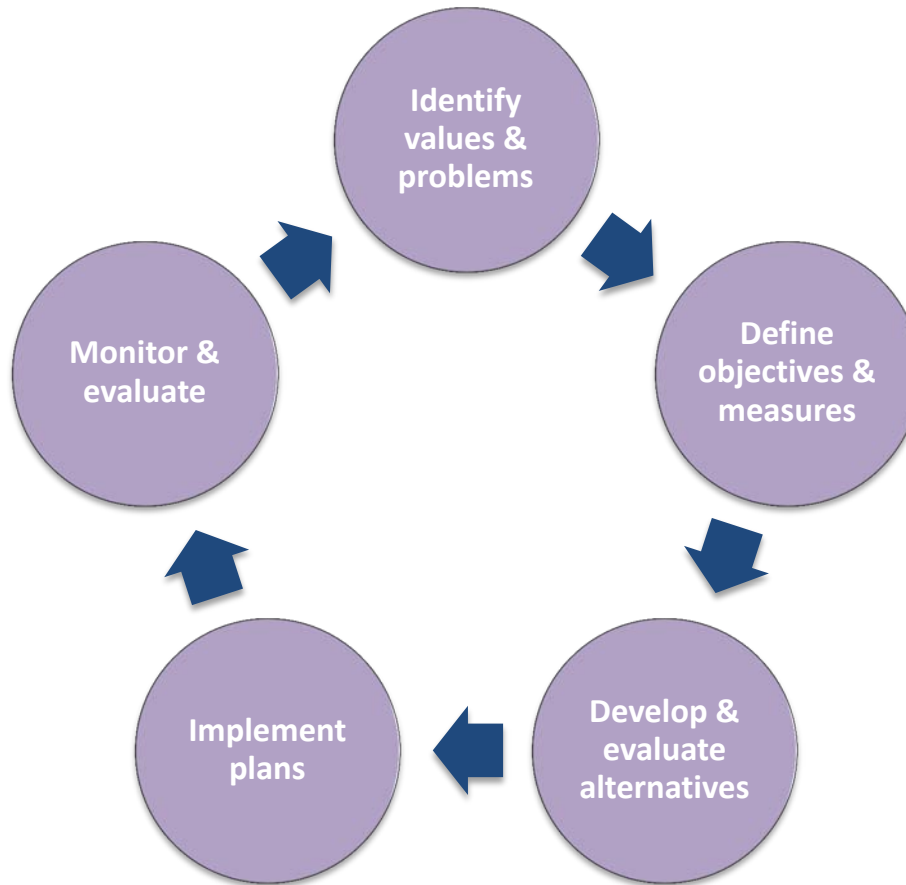 Identify
values &
problems
Define
objectives &
measures
Develop &
evaluate
alternatives
Implement
plans
Monitor &
evaluate